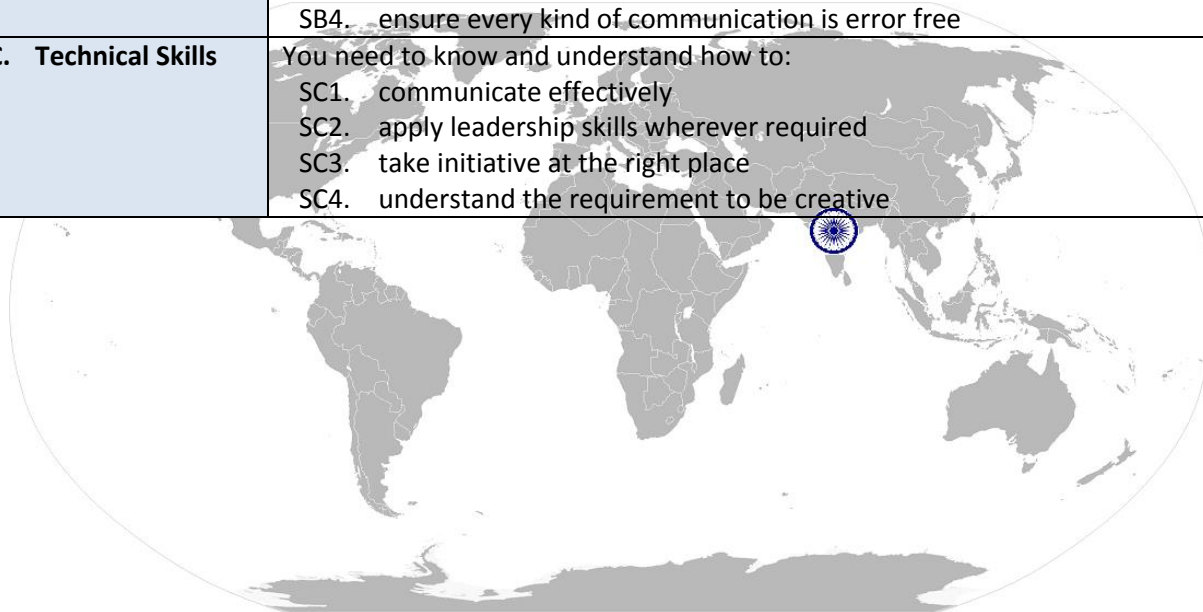 SB4. ensure every kind of communication is error free
C. Technical Skills
You need to know and understand how to:
SC1. communicate effectively
SC2. apply leadership skills wherever required
SC3. take initiative at the right place
SC4. understand the requirement to be creative